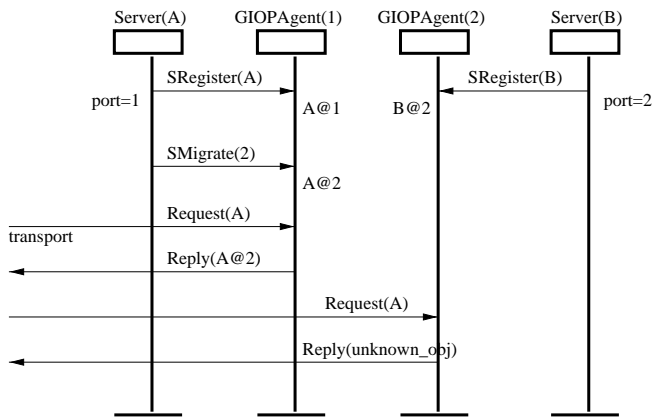 Server(A) GIOPAgent(1) GIOPAgent(2) Server(B)
SRegister(A) SRegister(B)
port=1 A@1 B@2 port=2
SMigrate(2)
A@2
Request(A)
transport
Reply(A@2)
Request(A)
Reply(unknown_obj)